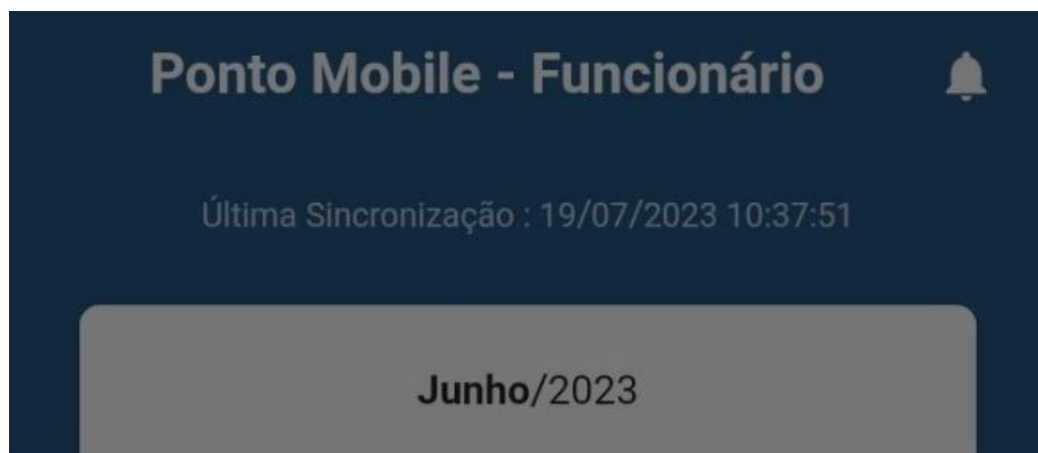 Ponto Mobile - Funcionário
Última Sincronização : 19/07/2023 10:37:51
Junho/2023